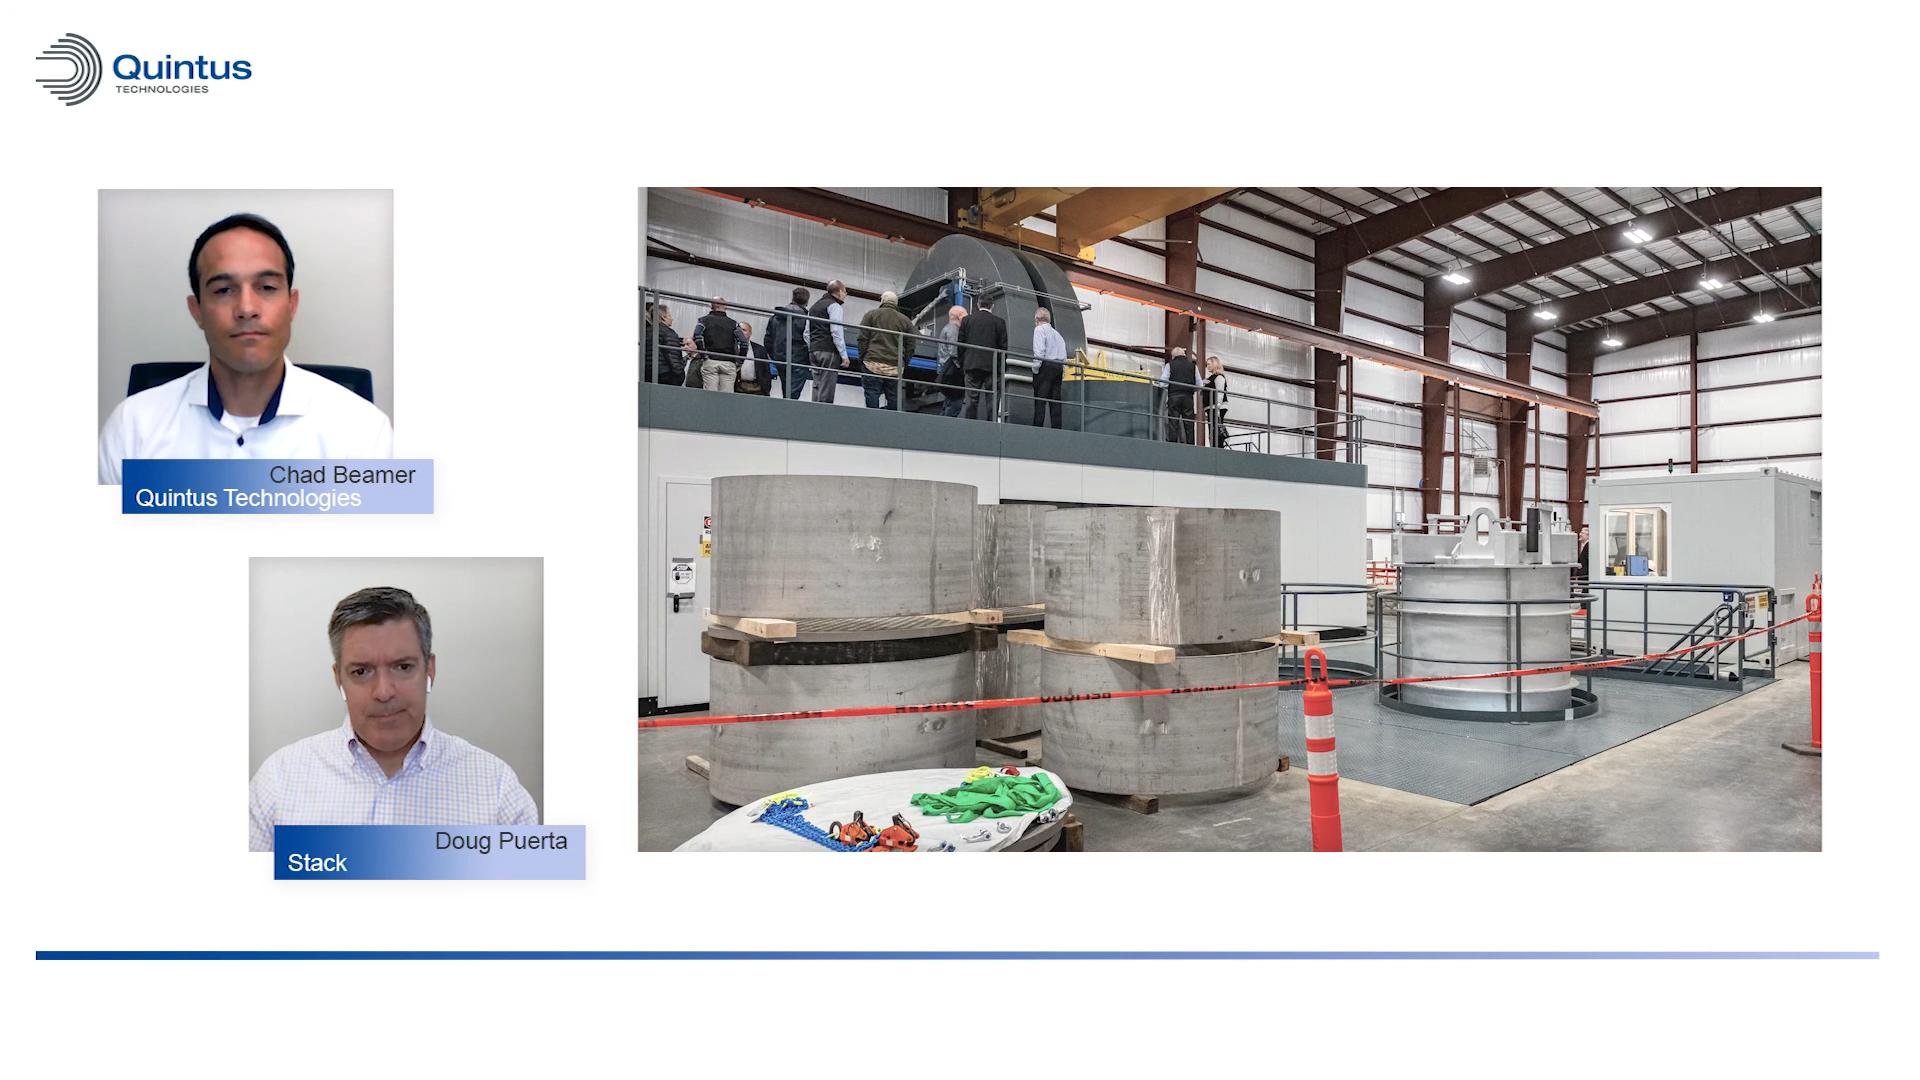 Quintus
TECHNOLOGIES
Chad Beamer
Quintus Technologies
Doug Puerta
Stack